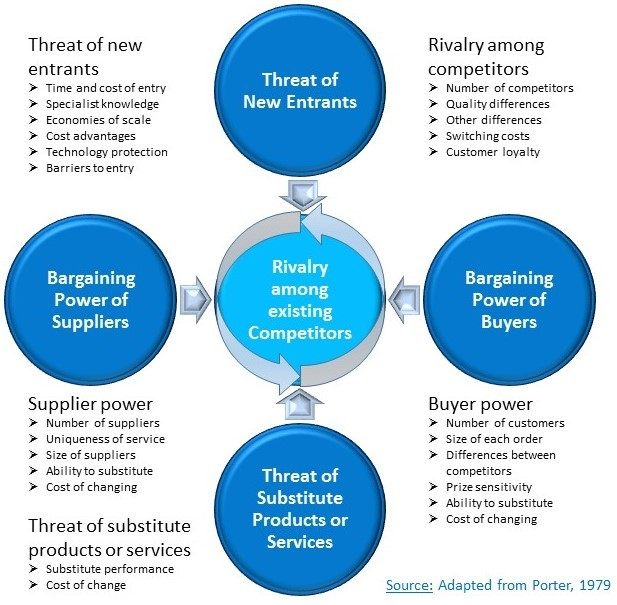 Threat of new
entrants
➢ Time and cost of entry
➢ Specialist knowledge
➢ Economies of scale
➢ Cost advantages
➢ Technology protection
➢ Barriers to entry
Threat of
New Entrants
Rivalry among
competitors
➢ Number of competitors
➢ Quality differences
➢ Other differences
➢ Switching costs
➢ Customer loyalty
Bargaining
Power of
Suppliers
Rivalry
among
existing
Competitors
Bargaining
Power of
Buyers
Supplier power
➢ Number of suppliers
➢ Uniqueness of service
➢ Size of suppliers
➢ Ability to substitute
➢ Cost of changing
Threat of substitute
products or services
➢ Substitute performance
➢ Cost of change
Threat of
Substitute
Products or
Services
Buyer power
➢ Number of customers
➢ Size of each order
➢ Differences between
competitors
➢ Prize sensitivity
➢ Ability to substitute
➢ Cost of changing
Source: Adapted from Porter, 1979